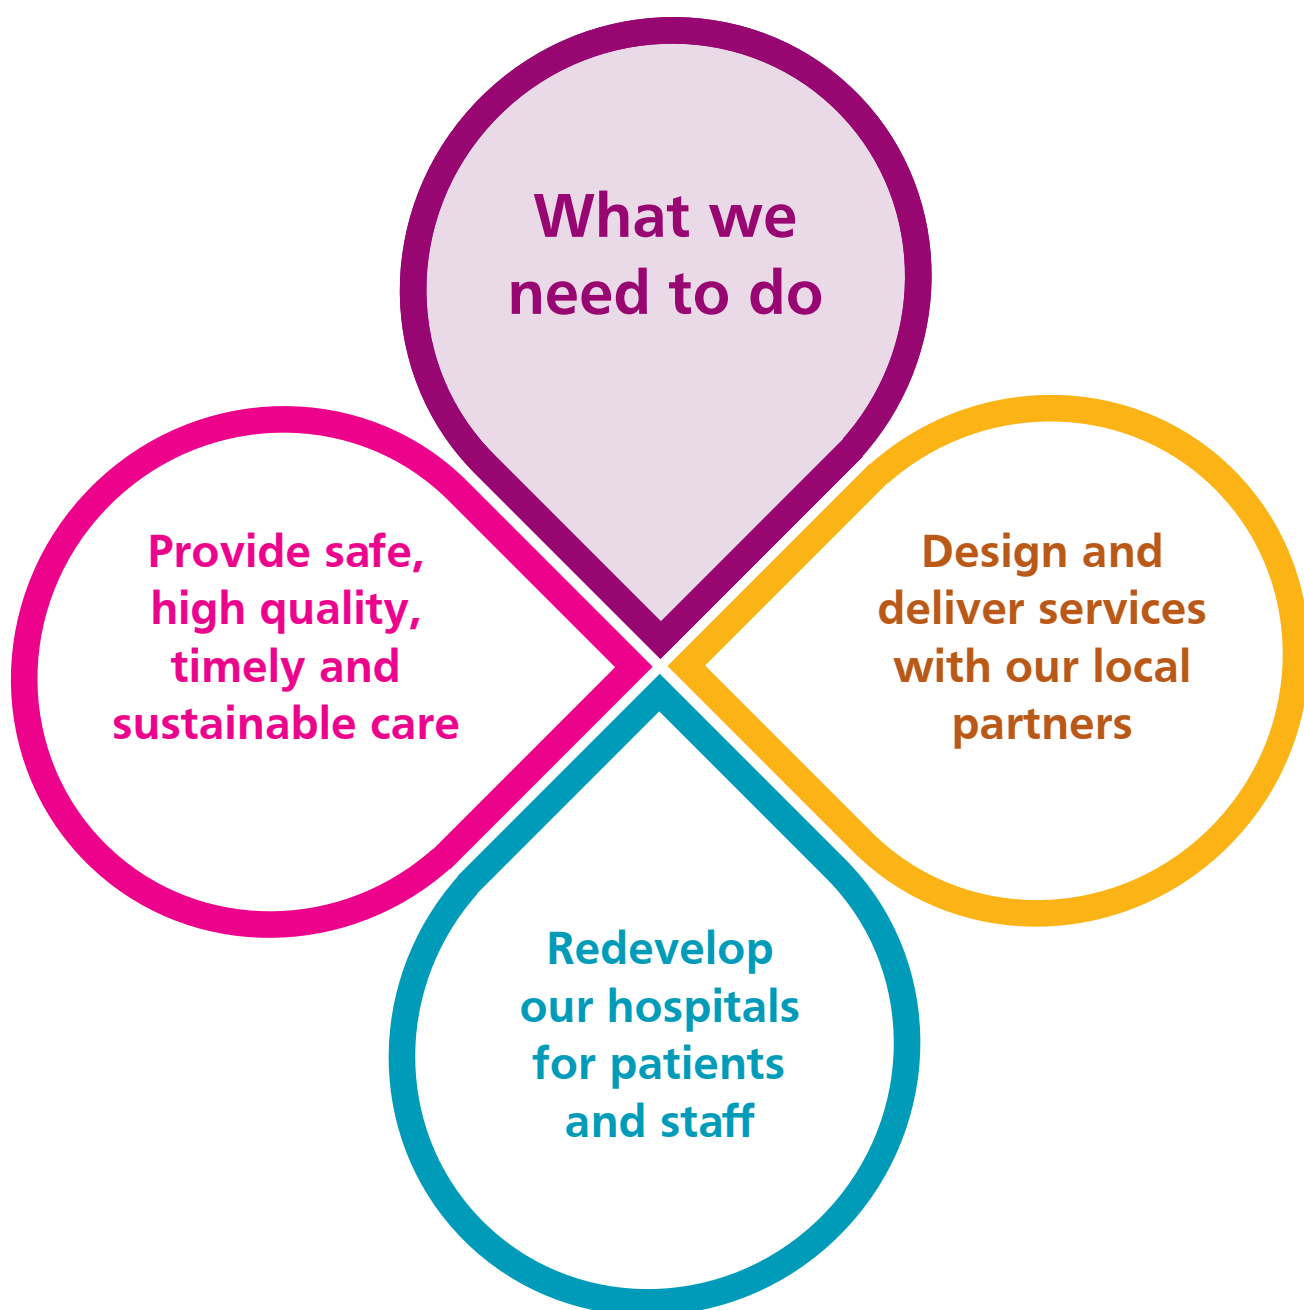 What we
need to do
Provide safe,
high quality,
timely and
sustainable care
Design and
deliver services
with our local
partners
Redevelop
our hospitals
for patients
and staff